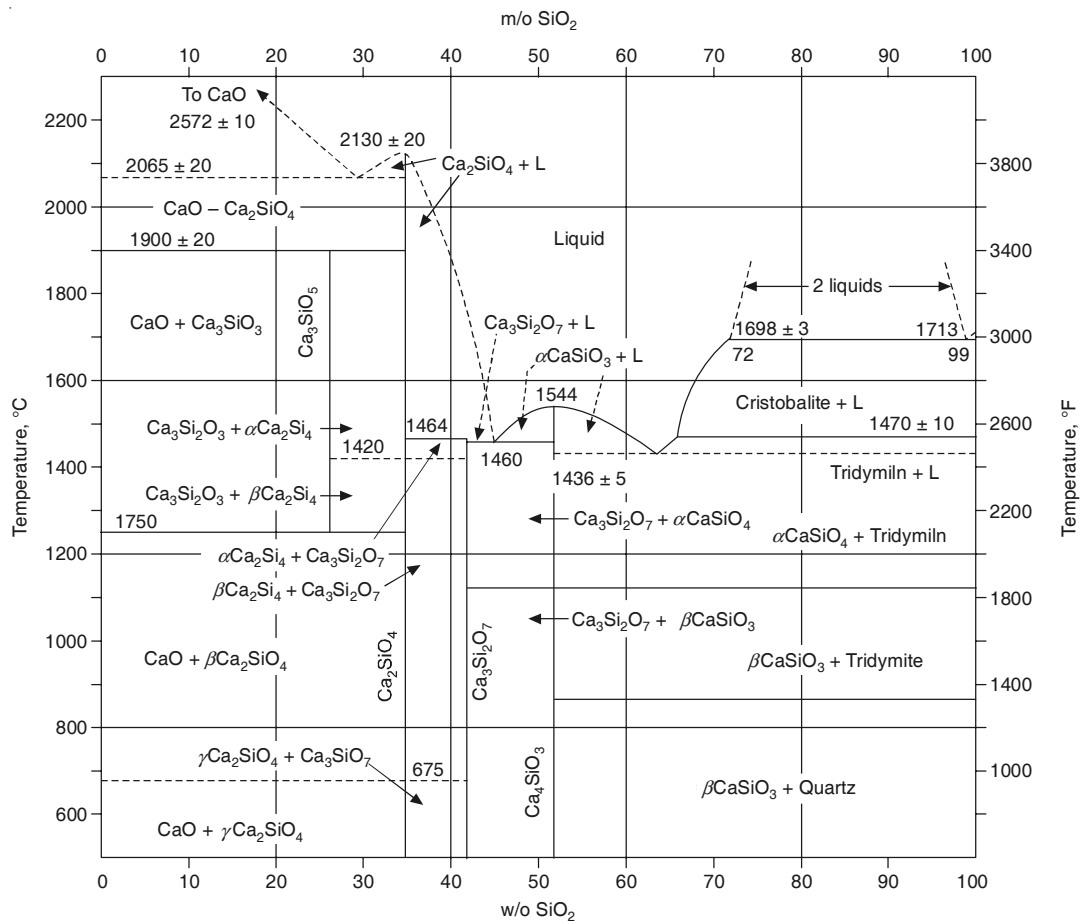 m/o SiO₂
0 10 20 30 40 50 60 70 80 90 100
To CaO
2572 ± 10
2130 ± 20
2200
2065 ± 20
Ca₂SiO₄ + L
3800
2000
CaO – Ca₂SiO₄
1900 ± 20
Liquid
3400
2 liquids
1800
Ca₃SiO₅
CaO + Ca₃SiO₃
Ca₃Si₂O₇ + L
1698 ± 3
1713
3000
72
99
αCaSiO₃ + L
1600
1544
Cristobalite + L
1470 ± 10
2600
Ca₃Si₂O₃ + αCa₂Si₄
1464
1420
1460
1400
1436 ± 5
Tridymiln + L
Ca₃Si₂O₃ + βCa₂Si₄
1750
Ca₃Si₂O₇ + αCaSiO₄
αCaSiO₄ + Tridymiln
2200
1200
αCa₂Si₄ + Ca₃Si₂O₇
βCa₂Si₄ + Ca₃Si₂O₇
1800
Ca₃Si₂O₇ + βCaSiO₃
1000
CaO + βCa₂SiO₄
Ca₂SiO₄
Ca₃Si₂O₇
βCaSiO₃ + Tridymite
1400
800
γCa₂SiO₄ + Ca₃SiO₇
675
Ca₄SiO₃
1000
βCaSiO₃ + Quartz
600
CaO + γCa₂SiO₄
0 10 20 30 40 50 60 70 80 90 100
w/o SiO₂
Temperature, °C
Temperature, °F